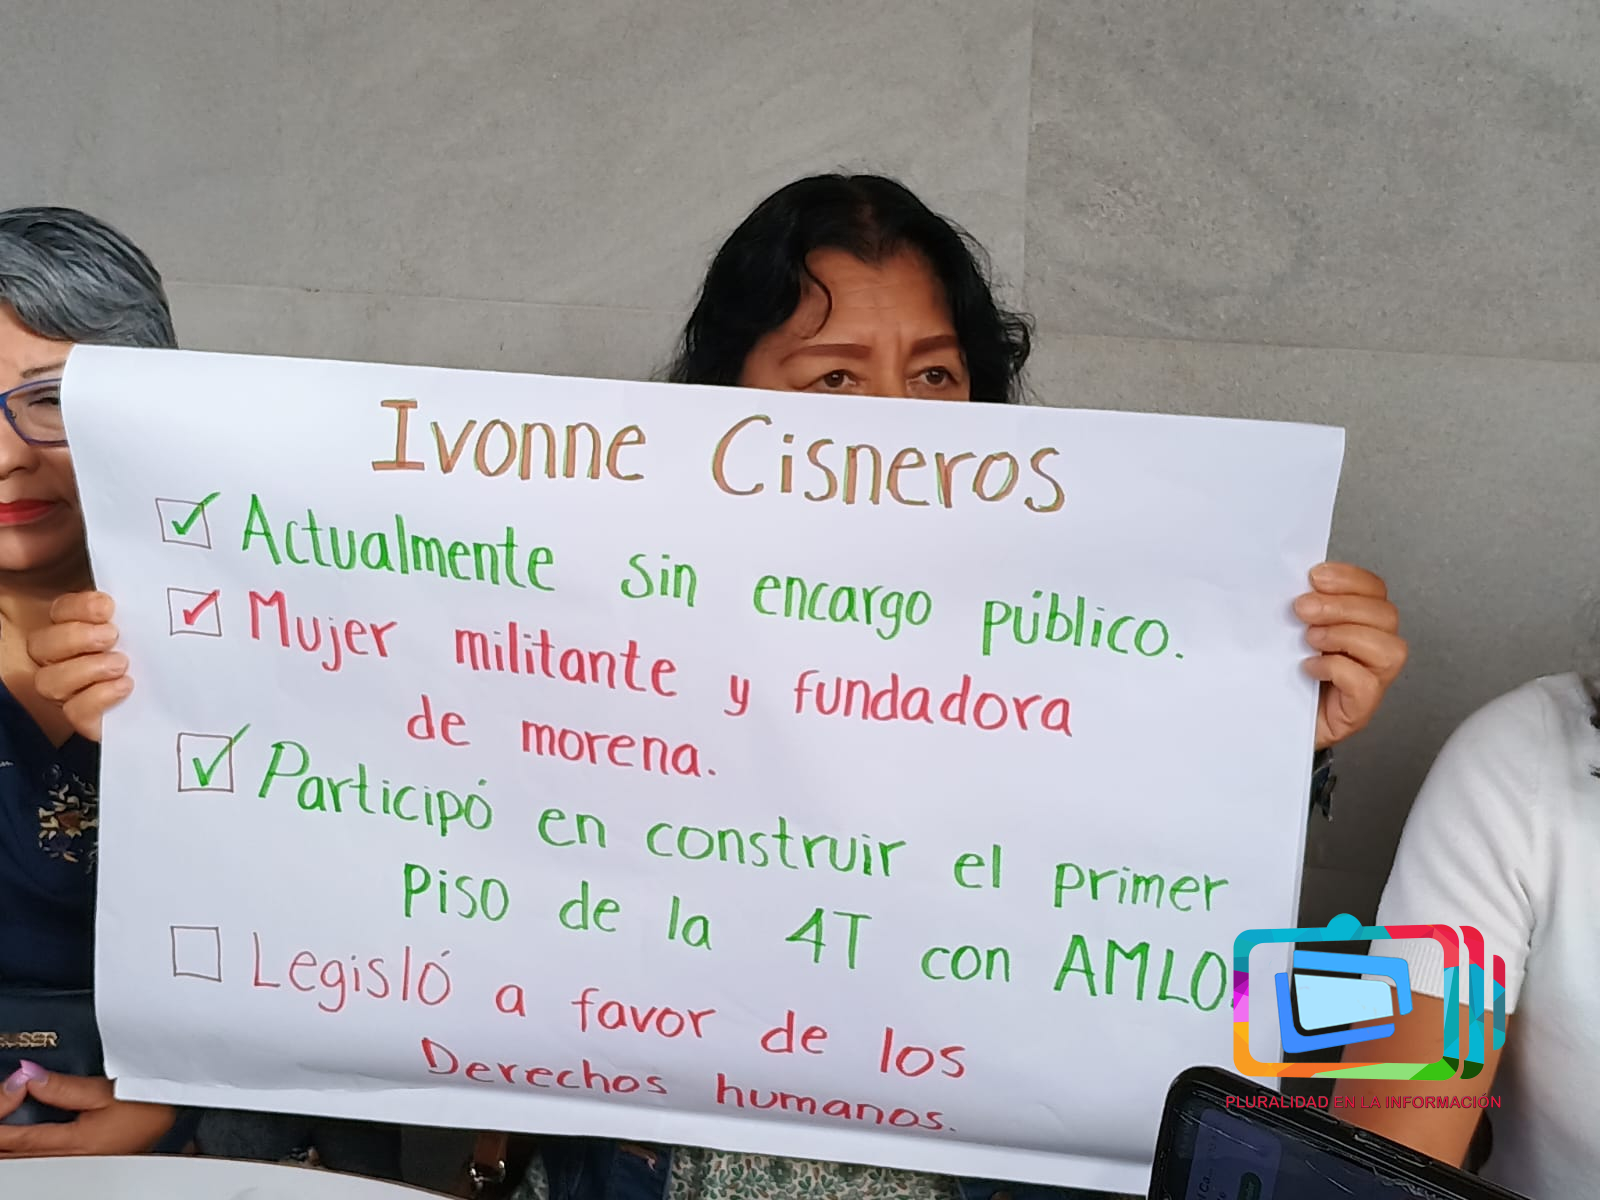 Ivonne Cisneros
Actualmente sin encargo público.
Mujer militante y fundadora
de morena.
Participó en construir el primer
piso de la 4T con AMLO.
Legisló a favor de los
Derechos humanos.
PLURALIDAD EN LA INFORMACIÓN